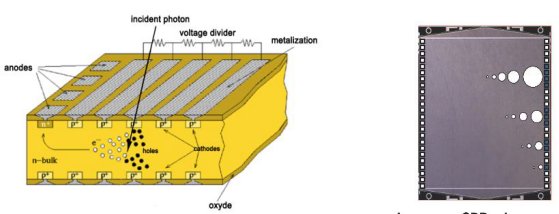 incident photon
voltage divider
metalization
anodes
p+ p+ p+ p+ p+
e-
holes
cathodes
n-bulk
p+ p+ p+ p+ p+ p+
oxyde